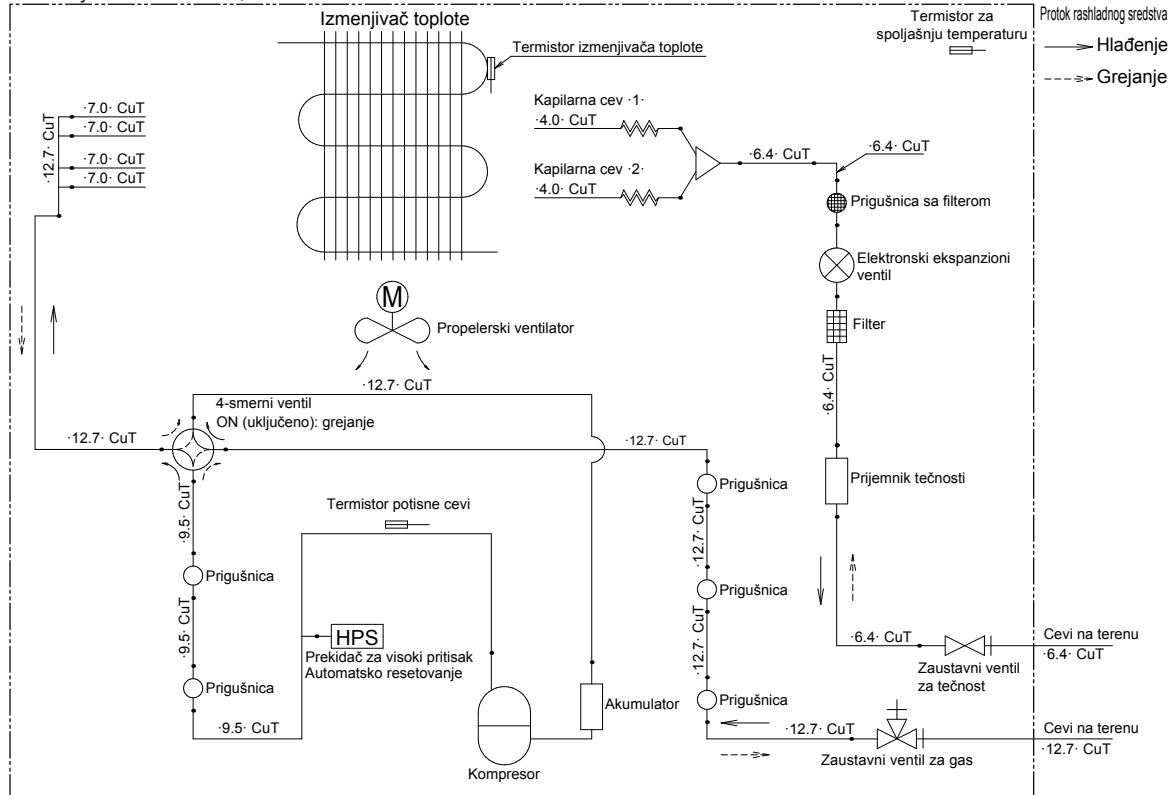 Izmenjivač toplote
Termistor za
spoljašnju temperaturu
Protok rashladnog sredstva
Hlađenje
Grejanje
Termistor izmenjivača toplote
·7.0· CuT
·7.0· CuT
·7.0· CuT
·7.0· CuT
·12.7· CuT
Kapilarna cev ·1·
·4.0· CuT
Kapilarna cev ·2·
·4.0· CuT
·6.4· CuT
·6.4· CuT
Prigušnica sa filterom
Elektronski ekspanzioni
ventil
Filter
·6.4· CuT
M
Propelerski ventilator
·12.7· CuT
4-smerni ventil
ON (uključeno): grejanje
·12.7· CuT
·12.7· CuT
Prijemnik tečnosti
Prigušnica
·9.5· CuT
Termistor potisne cevi
·12.7· CuT
Prigušnica
Prigušnica
·9.5· CuT
HPS
Prekidač za visoki pritisak
Automatsko resetovanje
·12.7· CuT
·6.4· CuT
Cevi na terenu
·6.4· CuT
Zaustavni ventil
za tečnost
Prigušnica
Akumulator
Prigušnica
·9.5· CuT
·12.7· CuT
Cevi na terenu
·12.7· CuT
Kompresor
Zaustavni ventil za gas